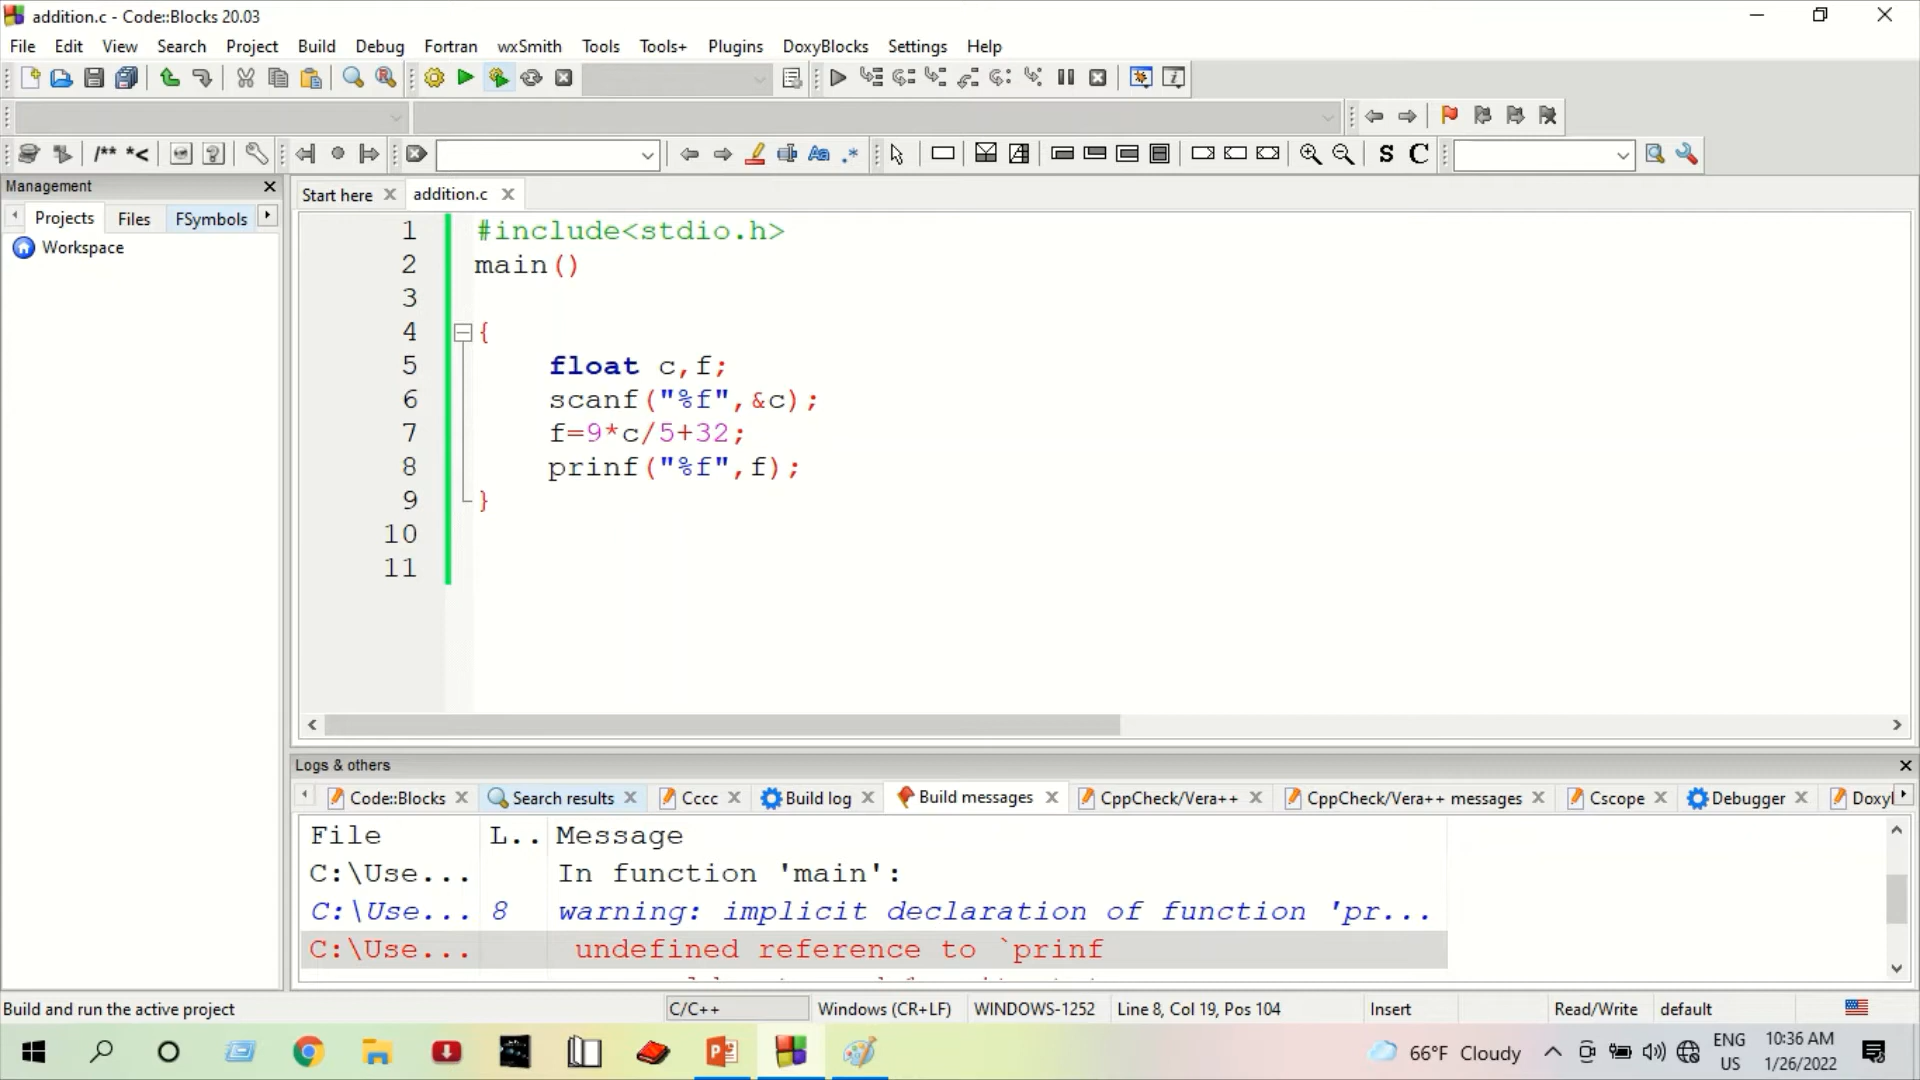 addition.c - Code::Blocks 20.03
File Edit View Search Project Build Debug Fortran wxSmith Tools Tools+ Plugins DoxyBlocks Settings Help
/** *<
S C
Management
Projects Files FSymbols
Workspace
Start here addition.c
1 #include<stdio.h>
2 main()
3
4 {
5 float c,f;
6 scanf("%f",&c);
7 f=9*c/5+32;
8 prinf("%f",f);
9 }
10
11
Logs & others
Code::Blocks Search results Cccc Build log Build messages CppCheck/Vera++ CppCheck/Vera++ messages Cscope Debugger Doxyl
File L.. Message
C:\Use... In function 'main':
C:\Use... 8 warning: implicit declaration of function 'pr...
C:\Use... undefined reference to `prinf
Build and run the active project C/C++ Windows (CR+LF) WINDOWS-1252 Line 8, Col 19, Pos 104 Insert Read/Write default
66°F Cloudy ENG US 10:36 AM 1/26/2022